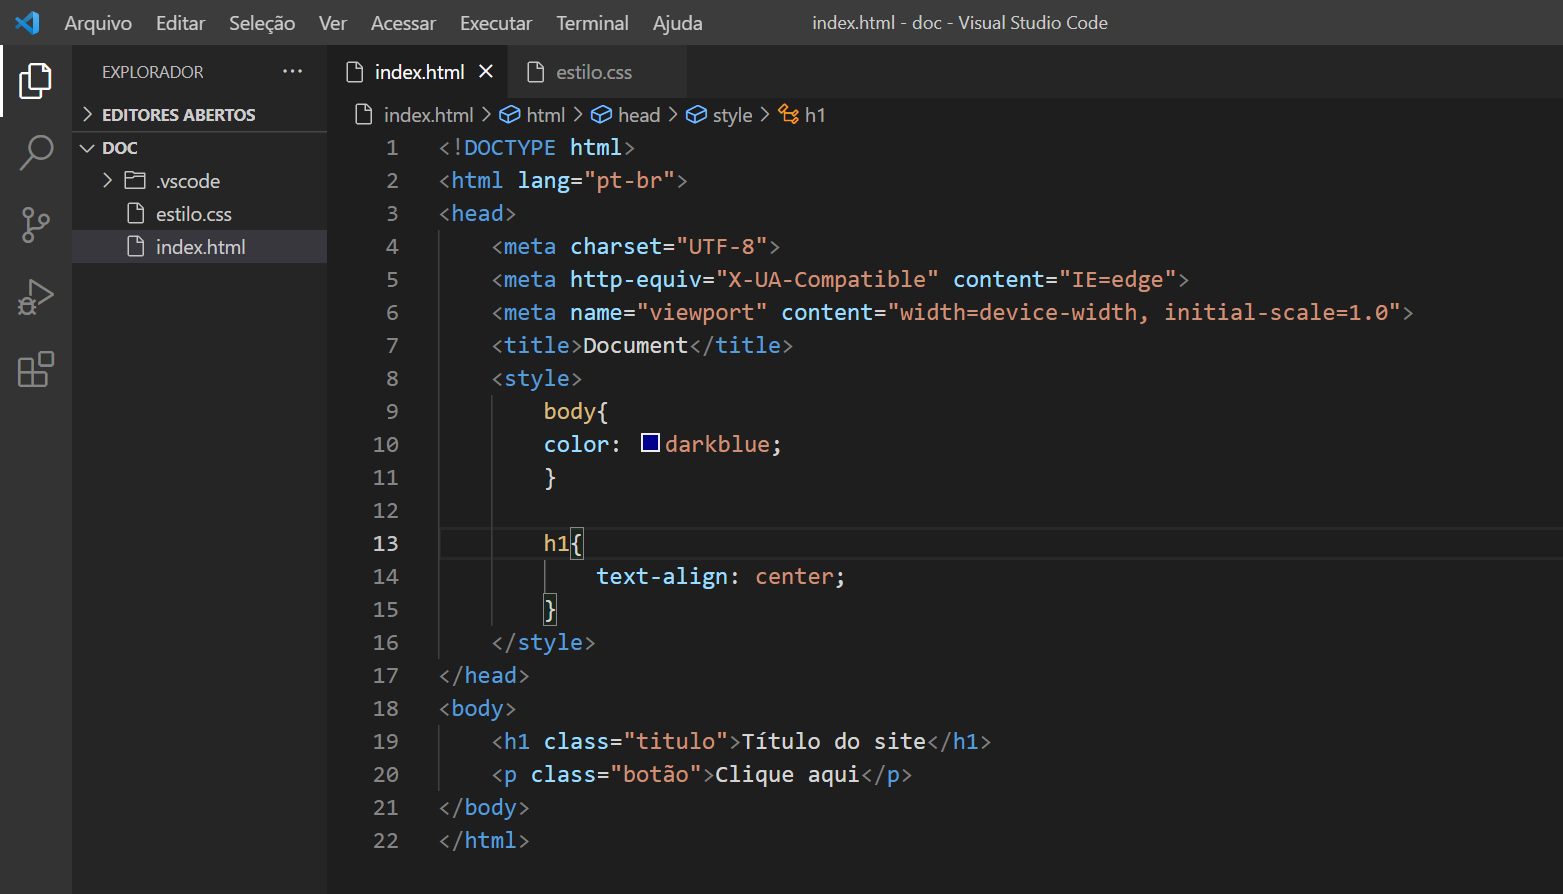 Arquivo Editar Seleção Ver Acessar Executar Terminal Ajuda index.html - doc - Visual Studio Code
EXPLORADOR ···
EDITORES ABERTOS
DOC
.vscode
estilo.css
index.html
index.html estilo.css
index.html > html > head > style > h1
1 <!DOCTYPE html>
2 <html lang="pt-br">
3 <head>
4 <meta charset="UTF-8">
5 <meta http-equiv="X-UA-Compatible" content="IE=edge">
6 <meta name="viewport" content="width=device-width, initial-scale=1.0">
7 <title>Document</title>
8 <style>
9 body{
10 color: darkblue;
11 }
12
13 h1{
14 text-align: center;
15 }
16 </style>
17 </head>
18 <body>
19 <h1 class="titulo">Título do site</h1>
20 <p class="botão">Clique aqui</p>
21 </body>
22 </html>